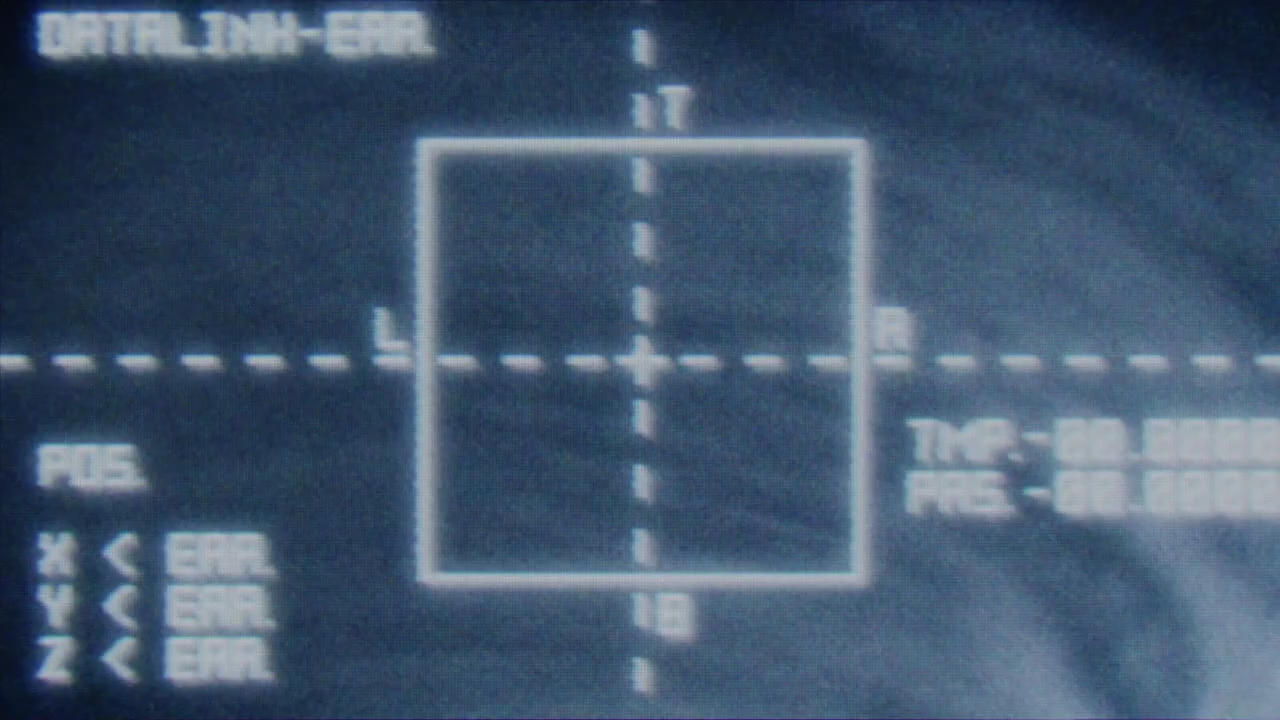 DATALINK-ERR.
T
L
R
TMP.-00.0000
PRS.-00.0000
POS.
X < ERR.
Y < ERR.
Z < ERR.
B